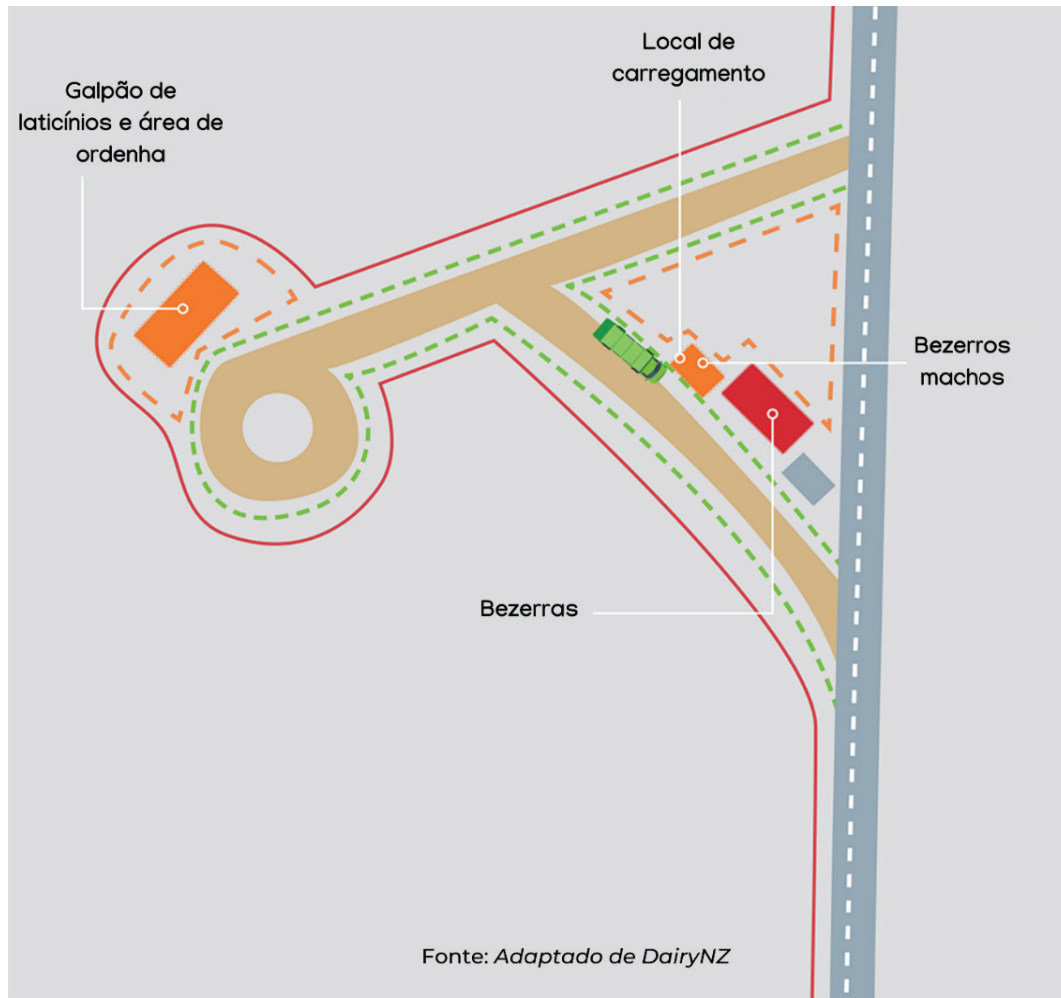 Local de
carregamento
Galpão de
laticínios e área de
ordenha
Bezerros
machos
Bezerras
Fonte: Adaptado de DairyNZ